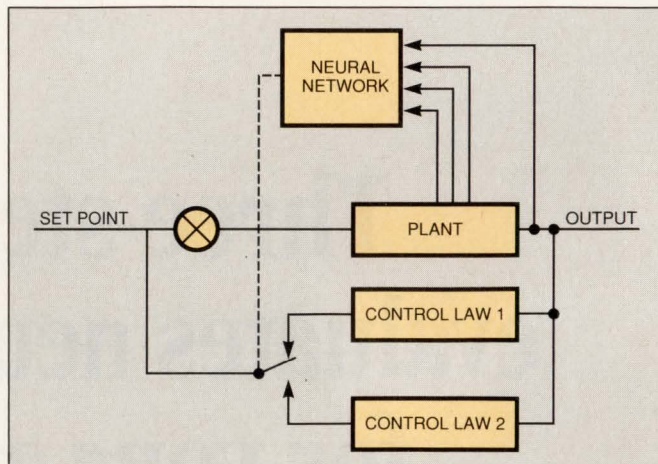 NEURAL
NETWORK
SET POINT
PLANT
OUTPUT
CONTROL LAW 1
CONTROL LAW 2